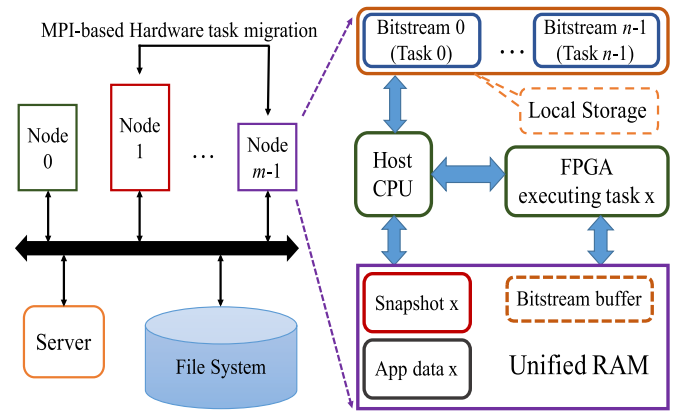 MPI-based Hardware task migration
Node
0
Node
1
...
Node
m-1
Server
File System
Bitstream 0
(Task 0)
...
Bitstream n-1
(Task n-1)
Local Storage
Host
CPU
FPGA
executing task x
Snapshot x
Bitstream buffer
App data x
Unified RAM